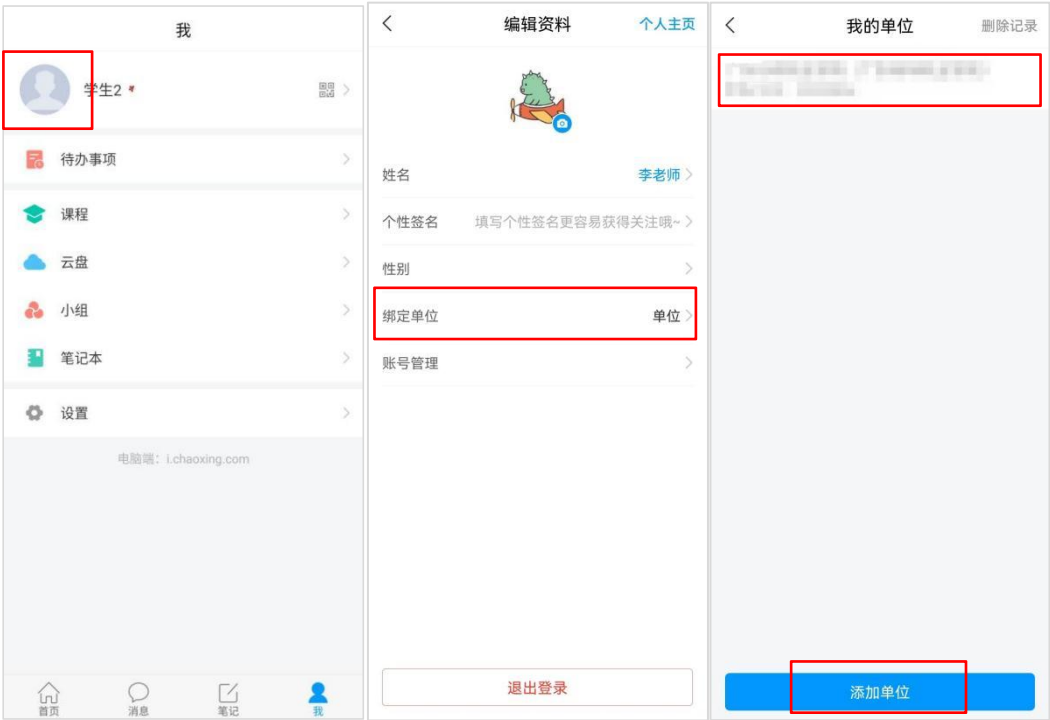 我
学生2 *
待办事项
课程
云盘
小组
笔记本
设置
电脑端：i.chaoxing.com
首页
消息
笔记
我
编辑资料
个人主页
姓名
李老师
个性签名
填写个性签名更容易获得关注哦~
性别
绑定单位
单位
账号管理
退出登录
我的单位
删除记录
添加单位